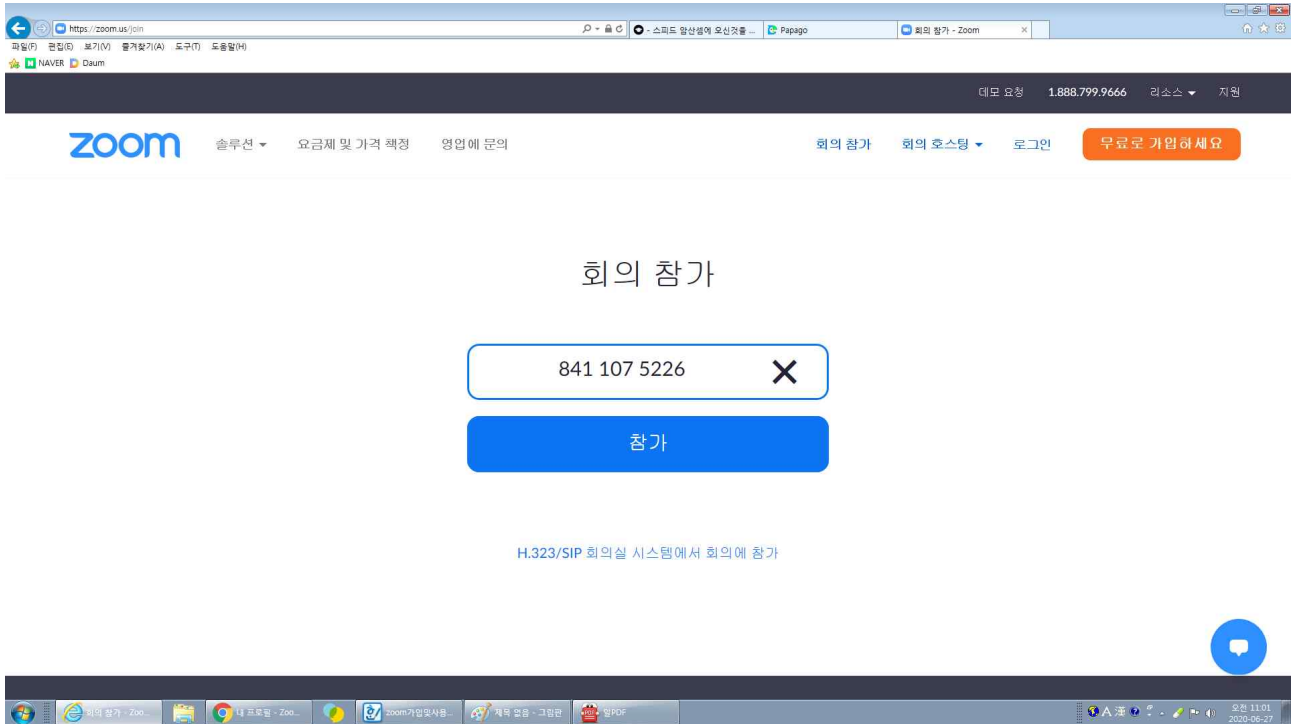 https://zoom.us/join
- 스피드 암산셈에 오신것을 ...
Papago
회의 참가 - Zoom
파일(F) 편집(E) 보기(V) 즐겨찾기(A) 도구(T) 도움말(H)
NAVER Daum
데모 요청 1.888.799.9666 리소스 지원
zoom 솔루션 요금제 및 가격 책정 영업에 문의 회의 참가 회의 호스팅 로그인 무료로 가입하세요
회의 참가
841 107 5226
참가
H.323/SIP 회의실 시스템에서 회의에 참가
회의 참가 - Zoo... 내 프로필 - Zoo... zoom가입및사용... 제목 없음 - 그림판 알PDF A 漢 오전 11:01
2020-06-27